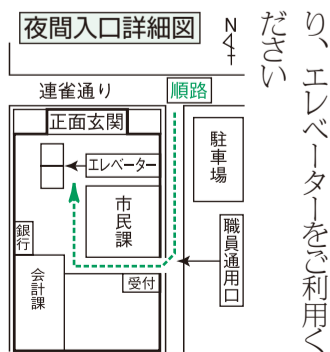 り、エレベーターをご利用く
ださい
夜間入口詳細図
N
連雀通り
順路
正面玄関
エレベーター
駐車場
市民課
銀行
会計課
受付
職員通用口